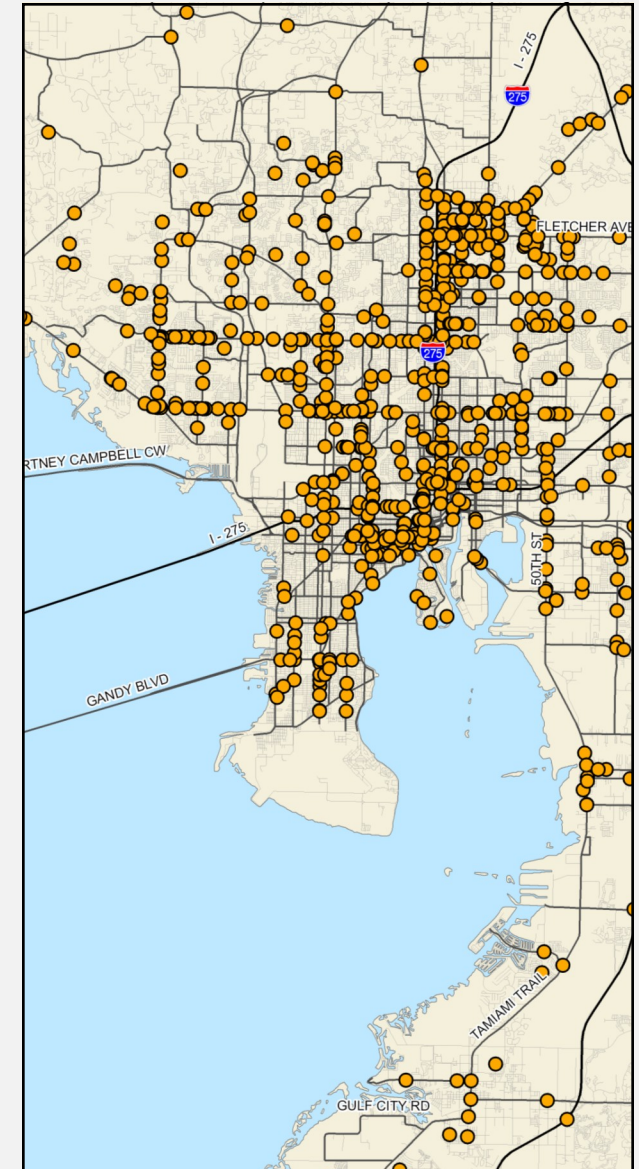 I - 275
275
FLETCHER AVE
275
RTNEY CAMPBELL CW
I - 275
50TH ST
GANDY BLVD
TAMIAMI TRAIL
GULF CITY RD